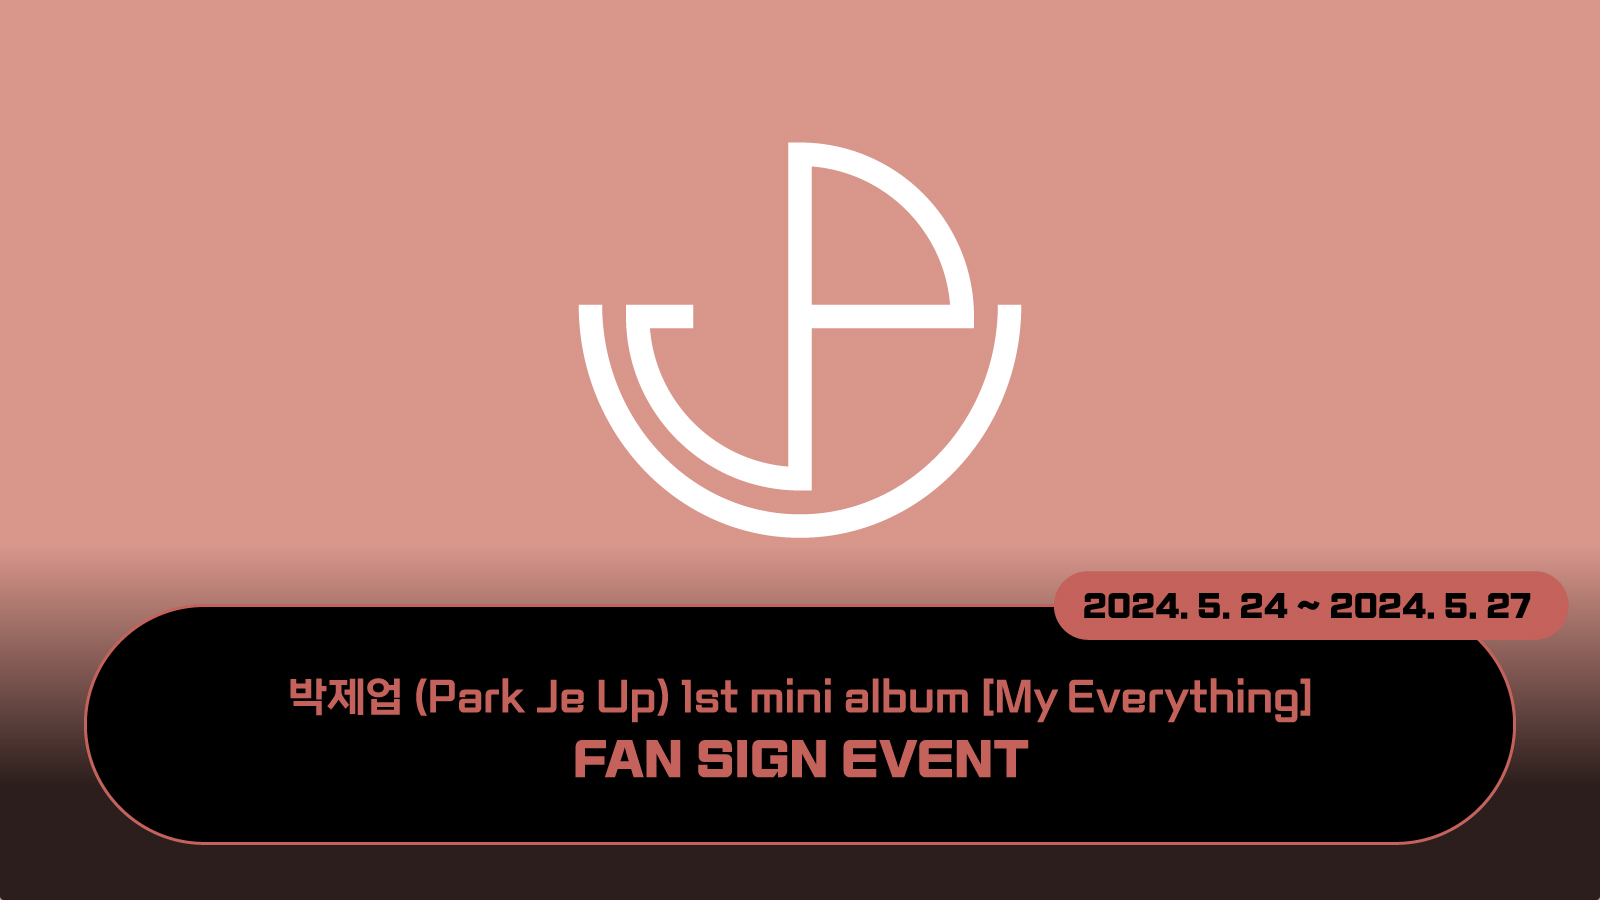 2024. 5. 24 ~ 2024. 5. 27
박제업 (Park Je Up) 1st mini album [My Everything]
FAN SIGN EVENT